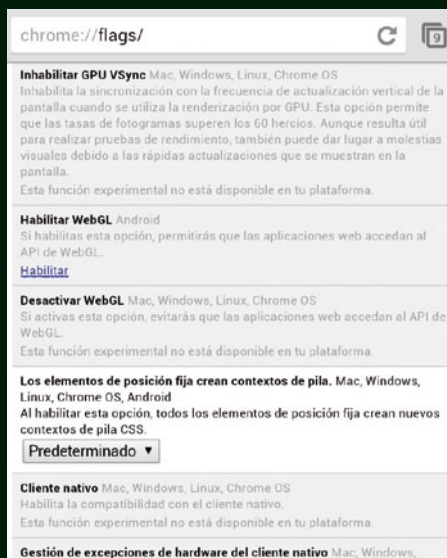 chrome://flags/
9
Inhabilitar GPU VSync Mac, Windows, Linux, Chrome OS
Inhabilita la sincronización con la frecuencia de actualización vertical de la
pantalla cuando se utiliza la renderización por GPU. Esta opción permite
que las tasas de fotogramas superen los 60 hercios. Aunque resulta útil
para realizar pruebas de rendimiento, también puede dar lugar a molestias
visuales debido a las rápidas actualizaciones que se muestran en la
pantalla.
Esta función experimental no está disponible en tu plataforma.
Habilitar WebGL Android
Si habilitas esta opción, permitirás que las aplicaciones web accedan al
API de WebGL.
Habilitar
Desactivar WebGL Mac, Windows, Linux, Chrome OS
Si activas esta opción, evitarás que las aplicaciones web accedan al API de
WebGL.
Esta función experimental no está disponible en tu plataforma.
Los elementos de posición fija crean contextos de pila. Mac, Windows,
Linux, Chrome OS, Android
Al habilitar esta opción, todos los elementos de posición fija crean nuevos
contextos de pila CSS.
Predeterminado ▼
Cliente nativo Mac, Windows, Linux, Chrome OS
Habilita la compatibilidad con el cliente nativo.
Esta función experimental no está disponible en tu plataforma.
Gestión de excepciones de hardware del cliente nativo Mac, Windows,